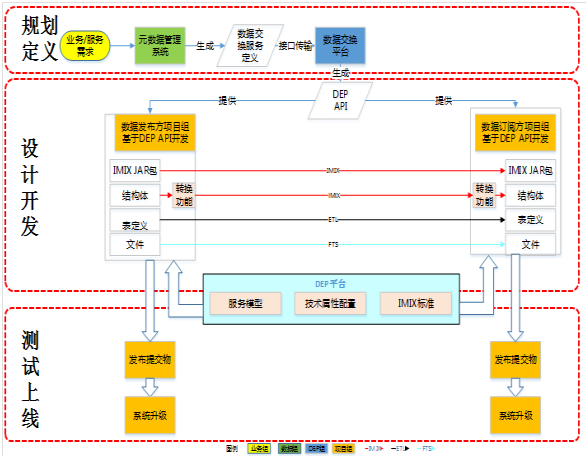 规划
定义
业务/服务
需求
元数据管理
系统
生成
数据交
换服务
定义
接口传输
数据交换
平台
生成
DEP
API
提供
提供
设
计
开
发
数据发布方项目组
基于DEP API开发
数据订阅方项目组
基于DEP API开发
IMIX JAR包
IMIX
IMIX JAR包
结构体
转换
功能
IMIX
转换
功能
结构体
表定义
ETL
表定义
文件
FTS
文件
DEP平台
服务模型
技术属性配置
IMIX标准
测
试
上
线
发布提交物
发布提交物
系统升级
系统升级
图例
业务组
数据组
DEP组
项目组
IMIX
ETL
FTS